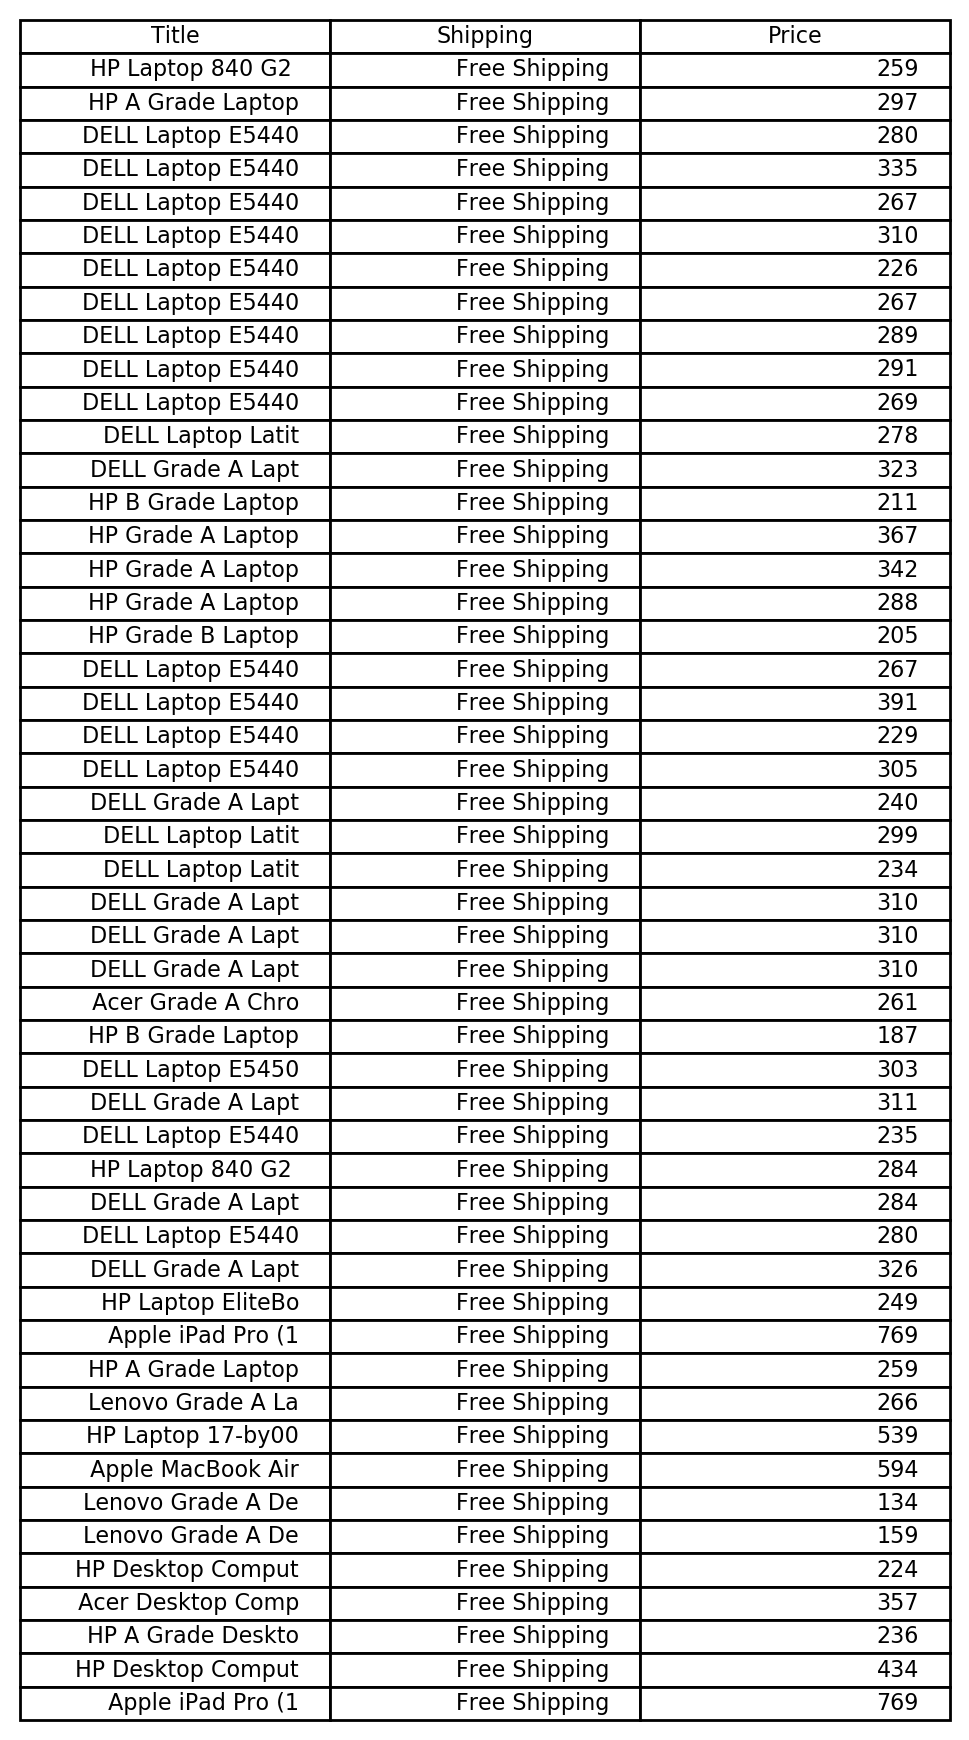 Title Shipping Price
HP Laptop 840 G2 Free Shipping 259
HP A Grade Laptop Free Shipping 297
DELL Laptop E5440 Free Shipping 280
DELL Laptop E5440 Free Shipping 335
DELL Laptop E5440 Free Shipping 267
DELL Laptop E5440 Free Shipping 310
DELL Laptop E5440 Free Shipping 226
DELL Laptop E5440 Free Shipping 267
DELL Laptop E5440 Free Shipping 289
DELL Laptop E5440 Free Shipping 291
DELL Laptop E5440 Free Shipping 269
DELL Laptop Latit Free Shipping 278
DELL Grade A Lapt Free Shipping 323
HP B Grade Laptop Free Shipping 211
HP Grade A Laptop Free Shipping 367
HP Grade A Laptop Free Shipping 342
HP Grade A Laptop Free Shipping 288
HP Grade B Laptop Free Shipping 205
DELL Laptop E5440 Free Shipping 267
DELL Laptop E5440 Free Shipping 391
DELL Laptop E5440 Free Shipping 229
DELL Laptop E5440 Free Shipping 305
DELL Grade A Lapt Free Shipping 240
DELL Laptop Latit Free Shipping 299
DELL Laptop Latit Free Shipping 234
DELL Grade A Lapt Free Shipping 310
DELL Grade A Lapt Free Shipping 310
DELL Grade A Lapt Free Shipping 310
Acer Grade A Chro Free Shipping 261
HP B Grade Laptop Free Shipping 187
DELL Laptop E5450 Free Shipping 303
DELL Grade A Lapt Free Shipping 311
DELL Laptop E5440 Free Shipping 235
HP Laptop 840 G2 Free Shipping 284
DELL Grade A Lapt Free Shipping 284
DELL Laptop E5440 Free Shipping 280
DELL Grade A Lapt Free Shipping 326
HP Laptop EliteBo Free Shipping 249
Apple iPad Pro (1 Free Shipping 769
HP A Grade Laptop Free Shipping 259
Lenovo Grade A La Free Shipping 266
HP Laptop 17-by00 Free Shipping 539
Apple MacBook Air Free Shipping 594
Lenovo Grade A De Free Shipping 134
Lenovo Grade A De Free Shipping 159
HP Desktop Comput Free Shipping 224
Acer Desktop Comp Free Shipping 357
HP A Grade Deskto Free Shipping 236
HP Desktop Comput Free Shipping 434
Apple iPad Pro (1 Free Shipping 769